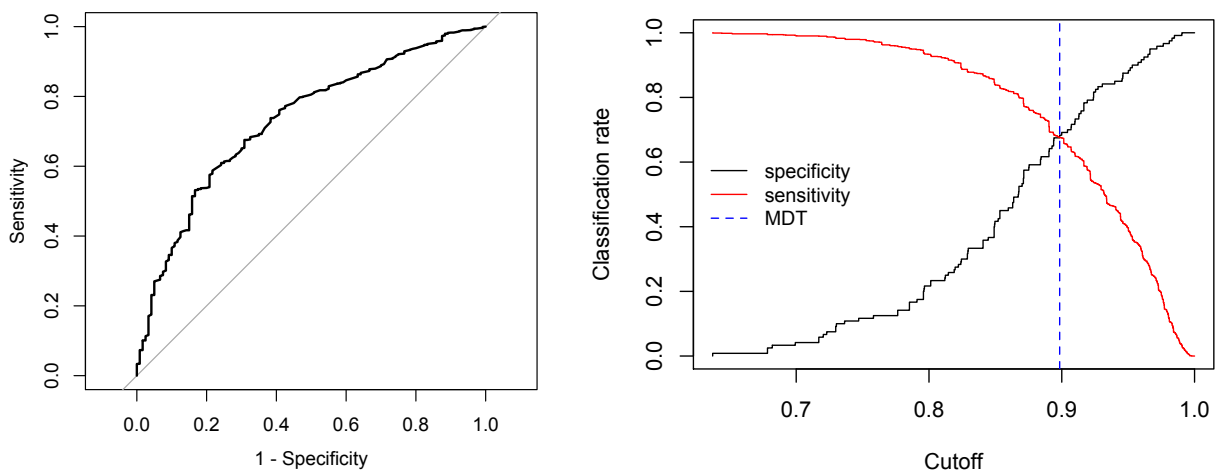 Sensitivity
1.0
0.8
0.6
0.4
0.2
0.0
0.0 0.2 0.4 0.6 0.8 1.0
1 - Specificity
Classification rate
1.0
0.8
0.6
0.4
0.2
0.0
specificity
sensitivity
MDT
0.7 0.8 0.9 1.0
Cutoff